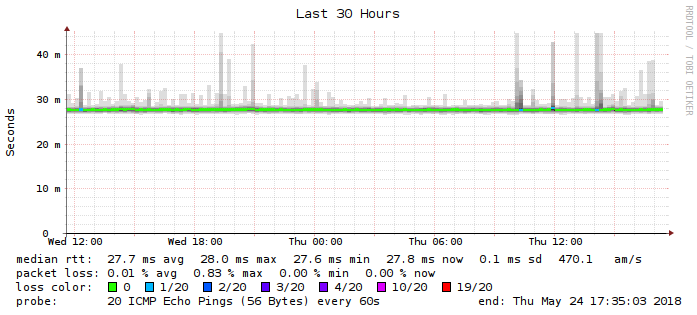 Last 30 Hours
RRDTOOL / TOBI OETIKER
Seconds
40 m
30 m
20 m
10 m
0
Wed 12:00 Wed 18:00 Thu 00:00 Thu 06:00 Thu 12:00
median rtt: 27.7 ms avg 28.0 ms max 27.6 ms min 27.8 ms now 0.1 ms sd 470.1 am/s
packet loss: 0.01 % avg 0.83 % max 0.00 % min 0.00 % now
loss color: 0 1/20 2/20 3/20 4/20 10/20 19/20
probe: 20 ICMP Echo Pings (56 Bytes) every 60s end: Thu May 24 17:35:03 2018